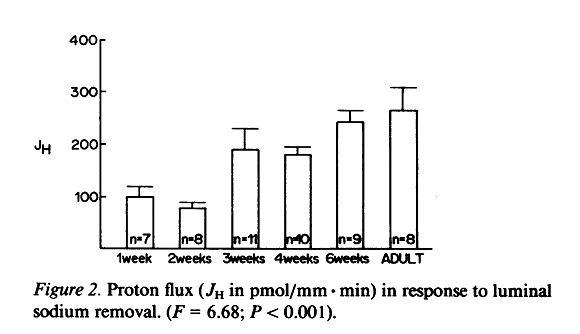 400
300
200
100
JH
n=7 n=8 n=11 n=10 n=9 n=8
1week 2weeks 3weeks 4weeks 6weeks ADULT
Figure 2. Proton flux (JH in pmol/mm · min) in response to luminal
sodium removal. (F = 6.68; P < 0.001).